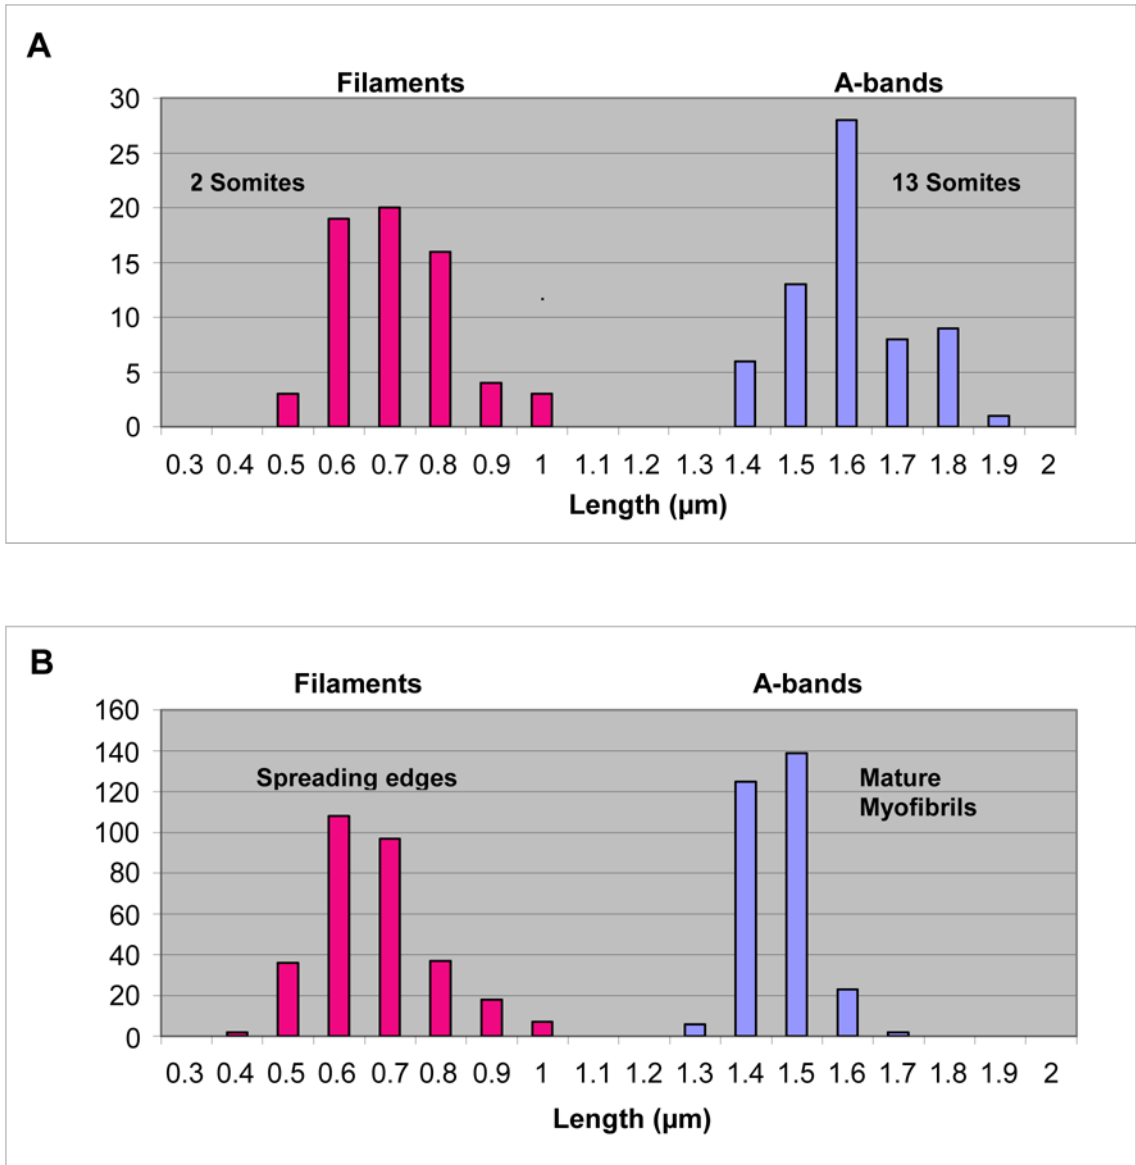 A
Filaments A-bands
30
25
2 Somites 13 Somites
20
15
10
5
0
0.3 0.4 0.5 0.6 0.7 0.8 0.9 1 1.1 1.2 1.3 1.4 1.5 1.6 1.7 1.8 1.9 2
Length (µm)
B
Filaments A-bands
160
140
Spreading edges Mature
Myofibrils
120
100
80
60
40
20
0
0.3 0.4 0.5 0.6 0.7 0.8 0.9 1 1.1 1.2 1.3 1.4 1.5 1.6 1.7 1.8 1.9 2
Length (µm)